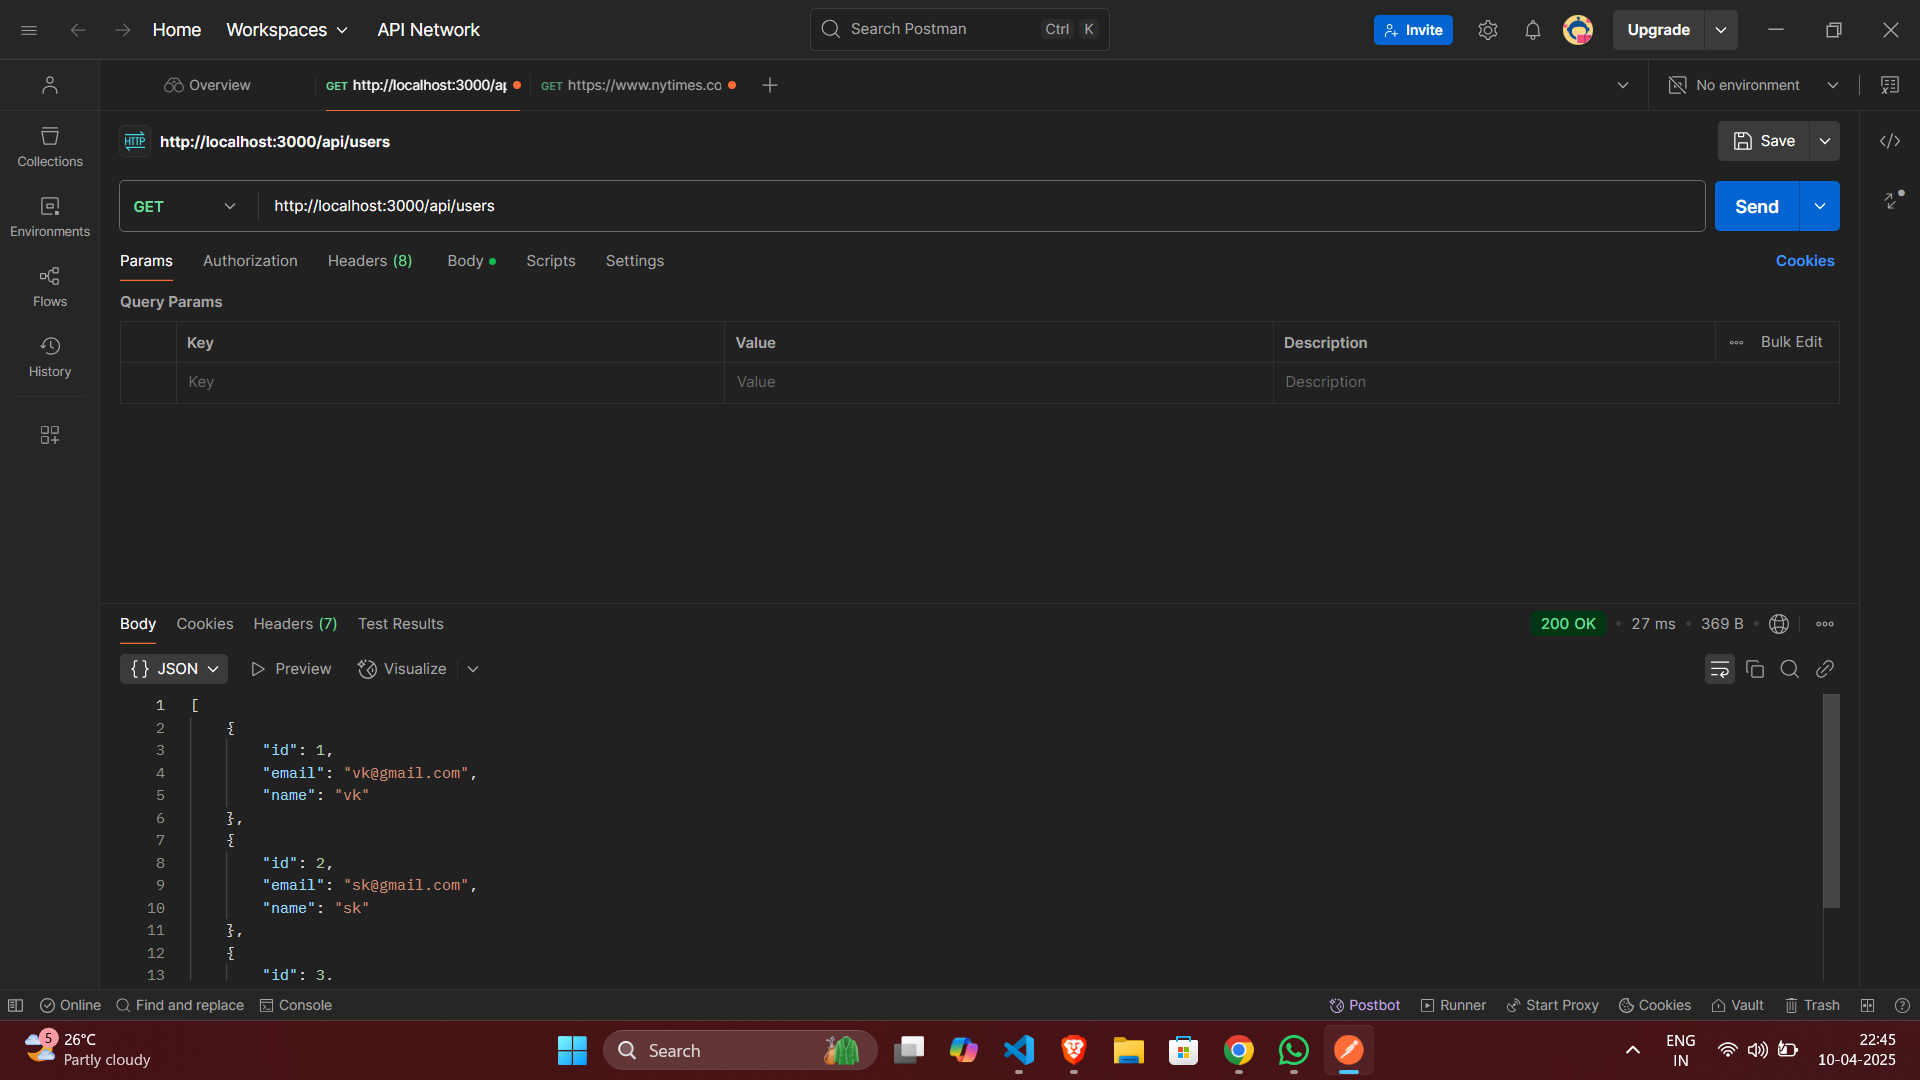 Home Workspaces API Network Search Postman Ctrl K Invite Upgrade
Overview GET http://localhost:3000/ap GET https://www.nytimes.co No environment
HTTP http://localhost:3000/api/users Save
Collections
GET http://localhost:3000/api/users Send
Environments
Params Authorization Headers (8) Body Scripts Settings Cookies
Flows
Query Params
Key Value Description Bulk Edit
History
Key Value Description
Body Cookies Headers (7) Test Results 200 OK 27 ms 369 B
{} JSON Preview Visualize
1 [
2 {
3 "id": 1,
4 "email": "vk@gmail.com",
5 "name": "vk"
6 },
7 {
8 "id": 2,
9 "email": "sk@gmail.com",
10 "name": "sk"
11 },
12 {
13 "id": 3,
Online Find and replace Console Postbot Runner Start Proxy Cookies Vault Trash
5 26°C
Partly cloudy
Search
ENG
IN
22:45
10-04-2025